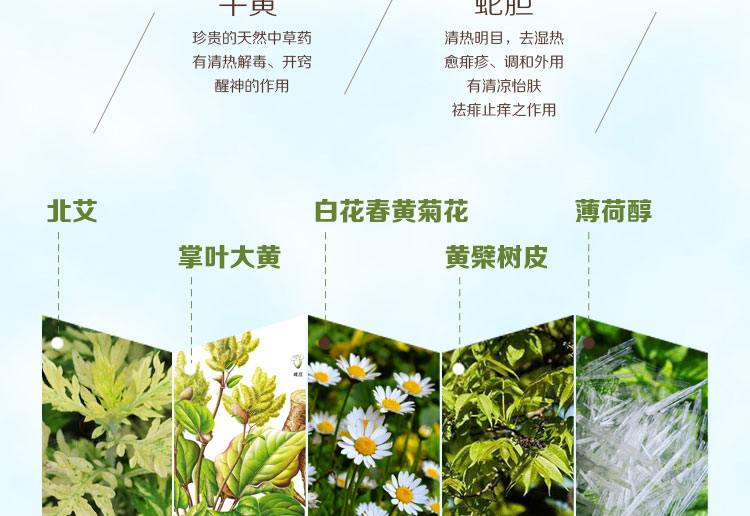 珍贵的天然中草药
有清热解毒、开窍
醒神的作用
蛇胆
清热明目，去湿热
愈痱疹、调和外用
有清凉怡肤
祛痱止痒之作用
北艾
掌叶大黄
白花春黄菊花
黄檗树皮
薄荷醇